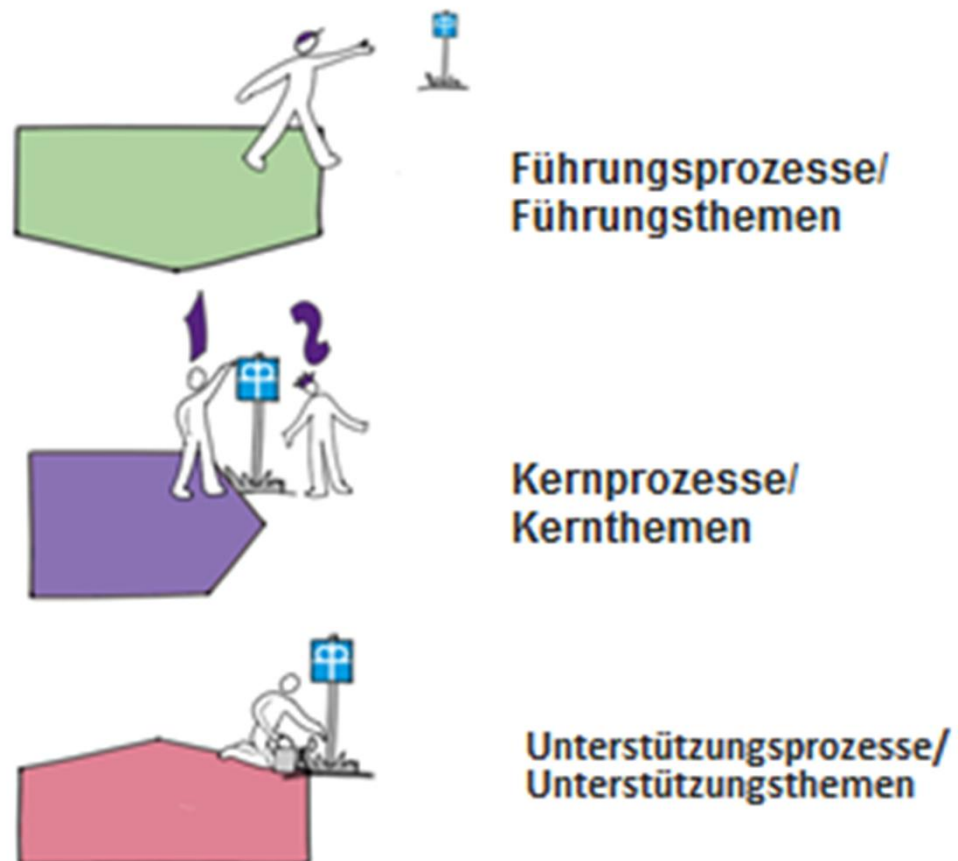 Führungsprozesse/
Führungsthemen
Kernprozesse/
Kernthemen
Unterstützungsprozesse/
Unterstützungsthemen